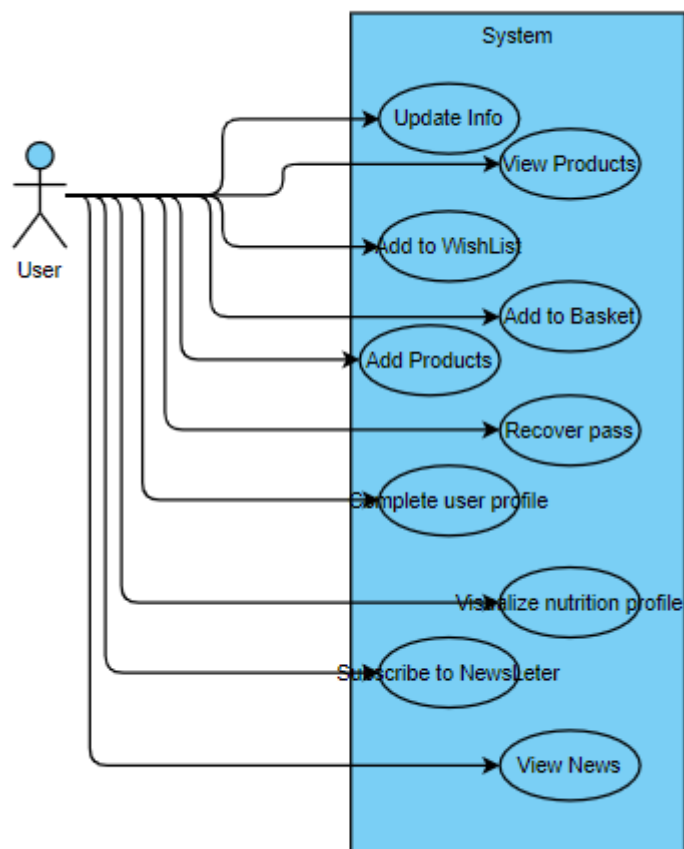 System
Update Info
View Products
User
Add to WishList
Add to Basket
Add Products
Recover pass
Complete user profile
Visualize nutrition profile
Subscribe to NewsLeter
View News